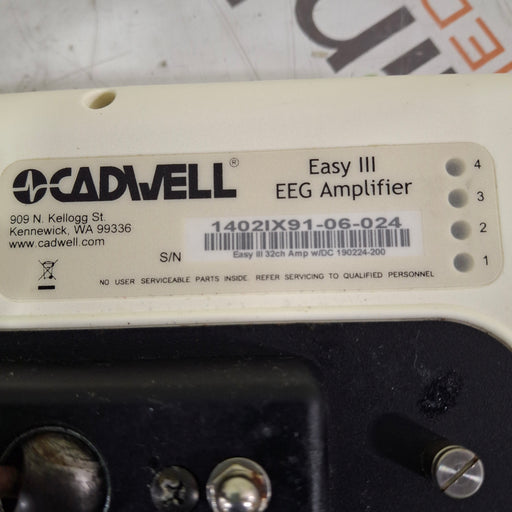 CADWELL®
Easy III
EEG Amplifier
909 N. Kellogg St.
Kennewick, WA 99336
www.cadwell.com
S/N
1402IX91-06-024
Easy III 32ch Amp w/DC 190224-200
NO USER SERVICEABLE PARTS INSIDE. REFER SERVICING TO QUALIFIED PERSONNEL
4
3
2
1